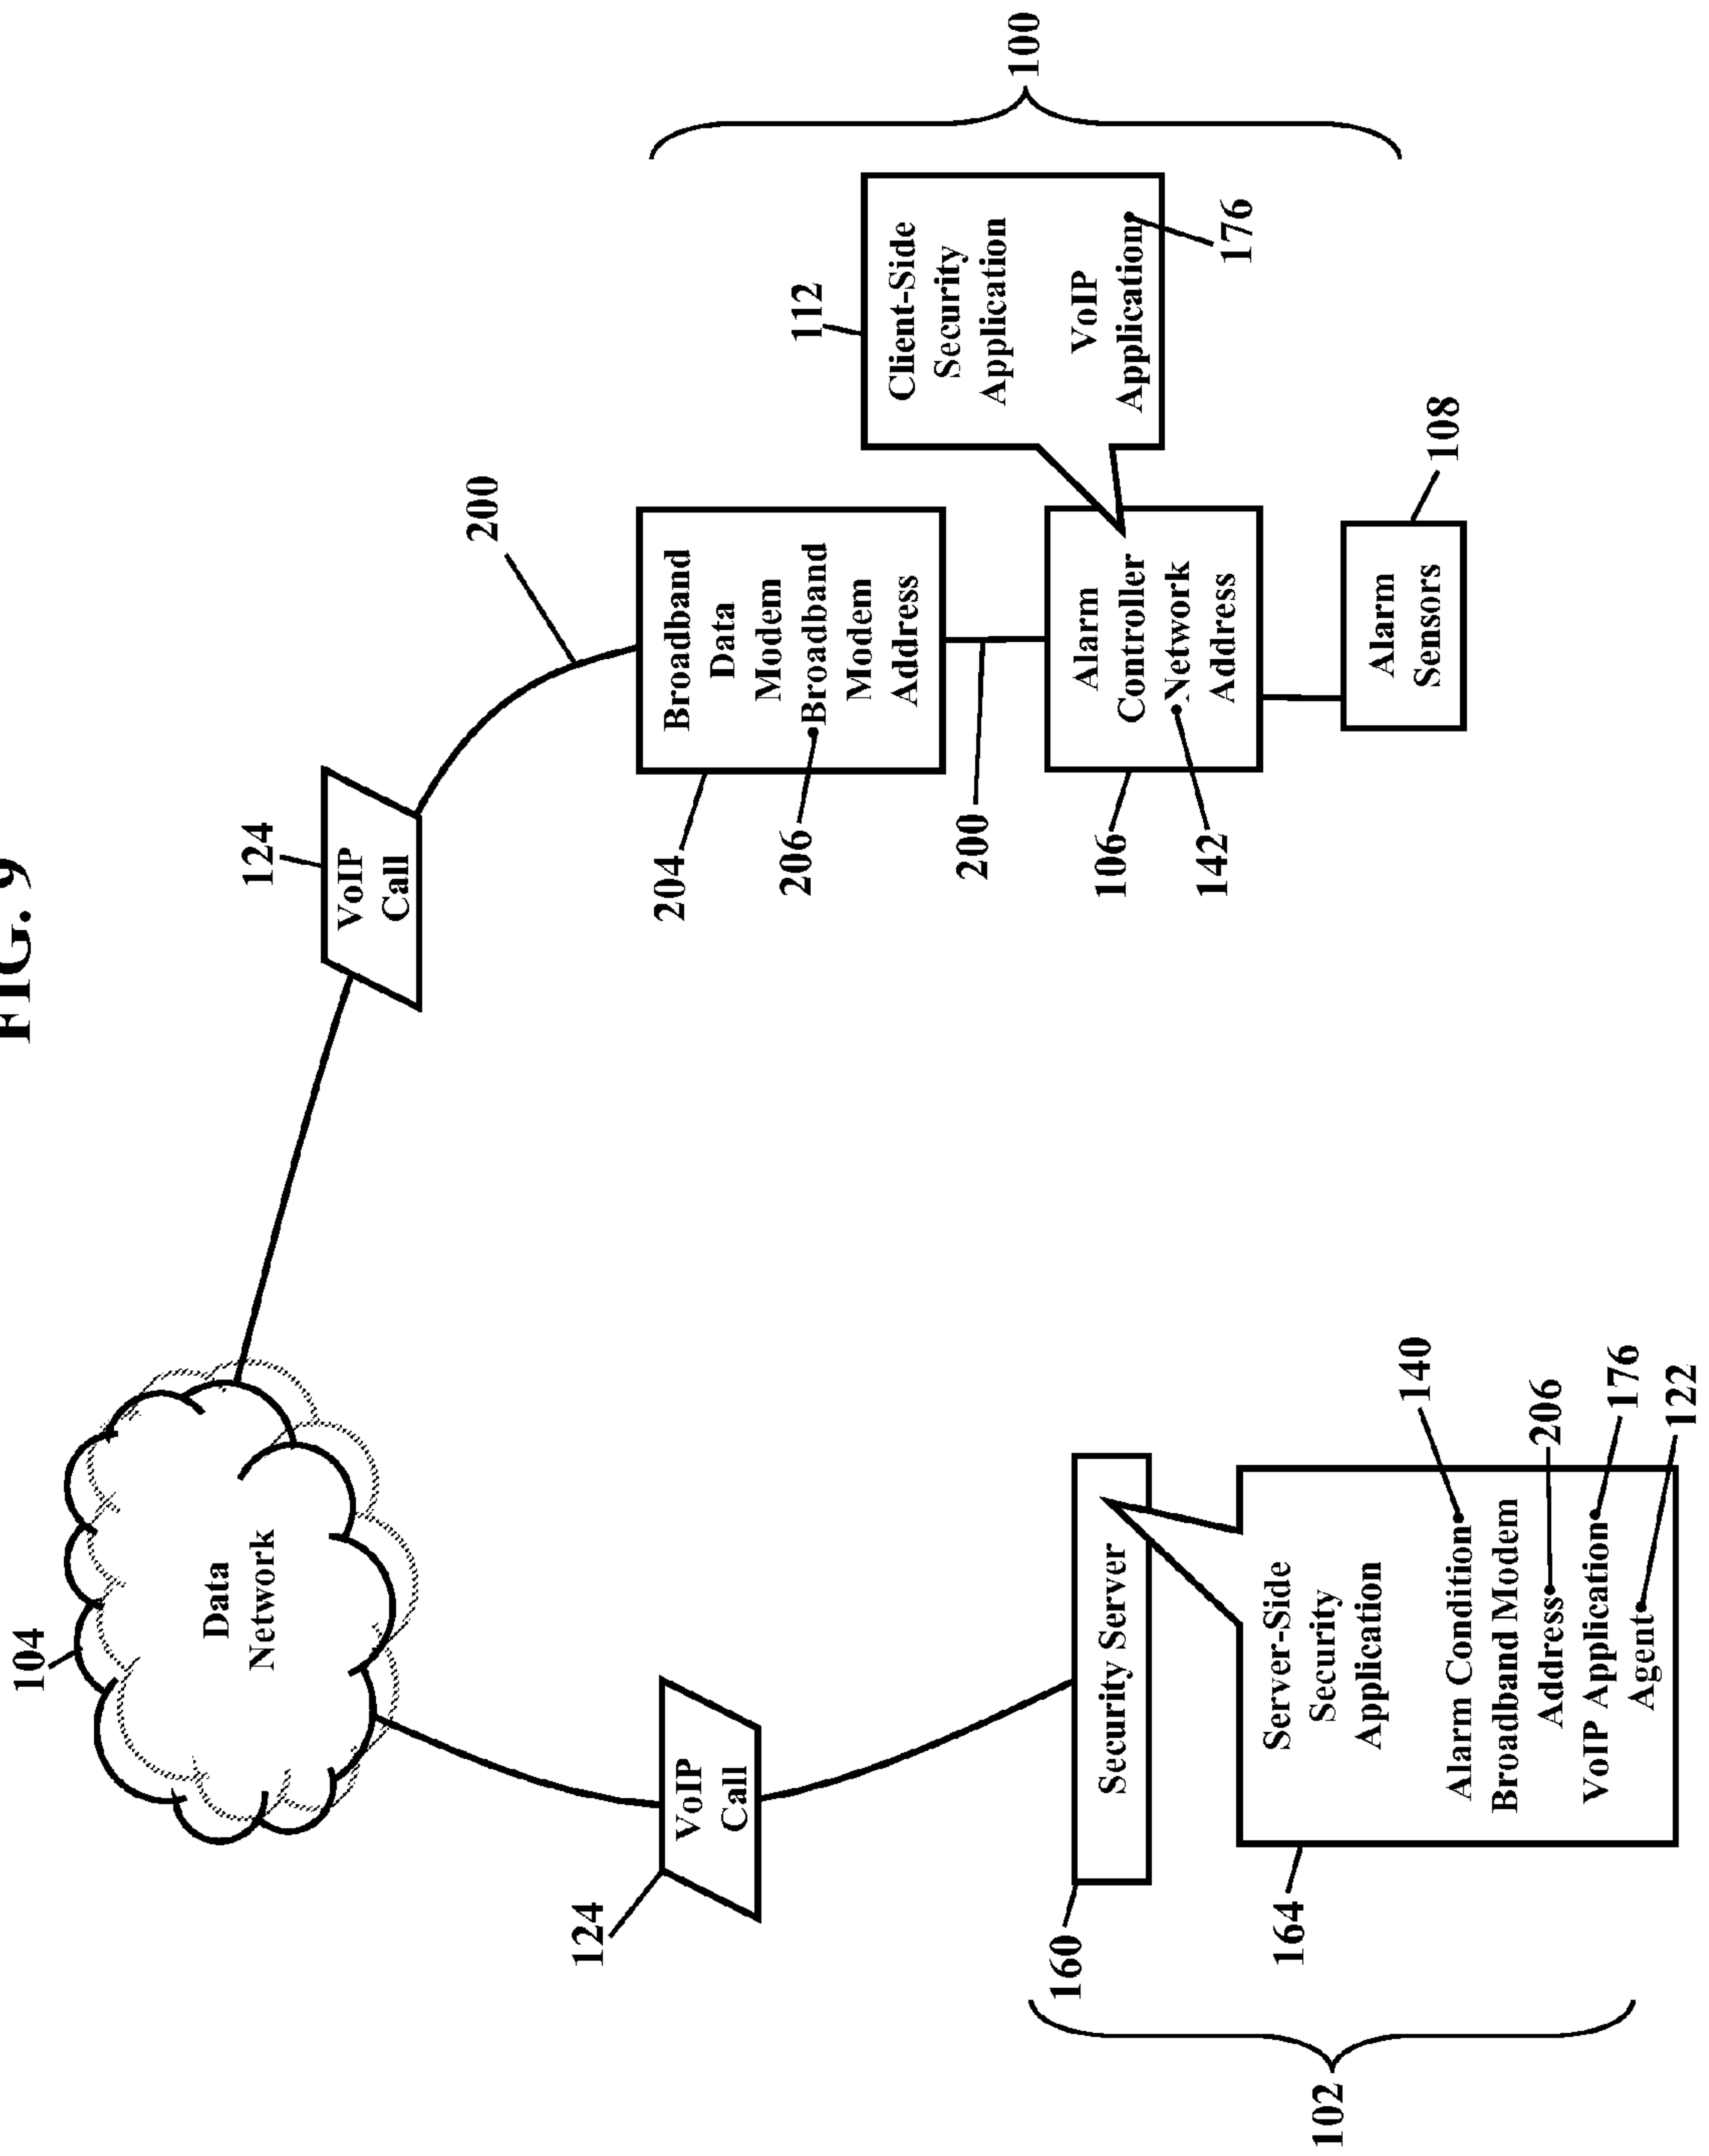 FIG. 9
104
Data
Network
124
VoIP
Call
124
VoIP
Call
200
204
Broadband
Data
Modem
206
Broadband
Modem
Address
200
106
Alarm
Controller
142
Network
Address
112
Client-Side
Security
Application
VoIP
Application
176
100
Alarm
Sensors
108
160
Security Server
164
Server-Side
Security
Application
Alarm Condition
140
Broadband Modem
Address
206
VoIP Application
176
Agent
122
102